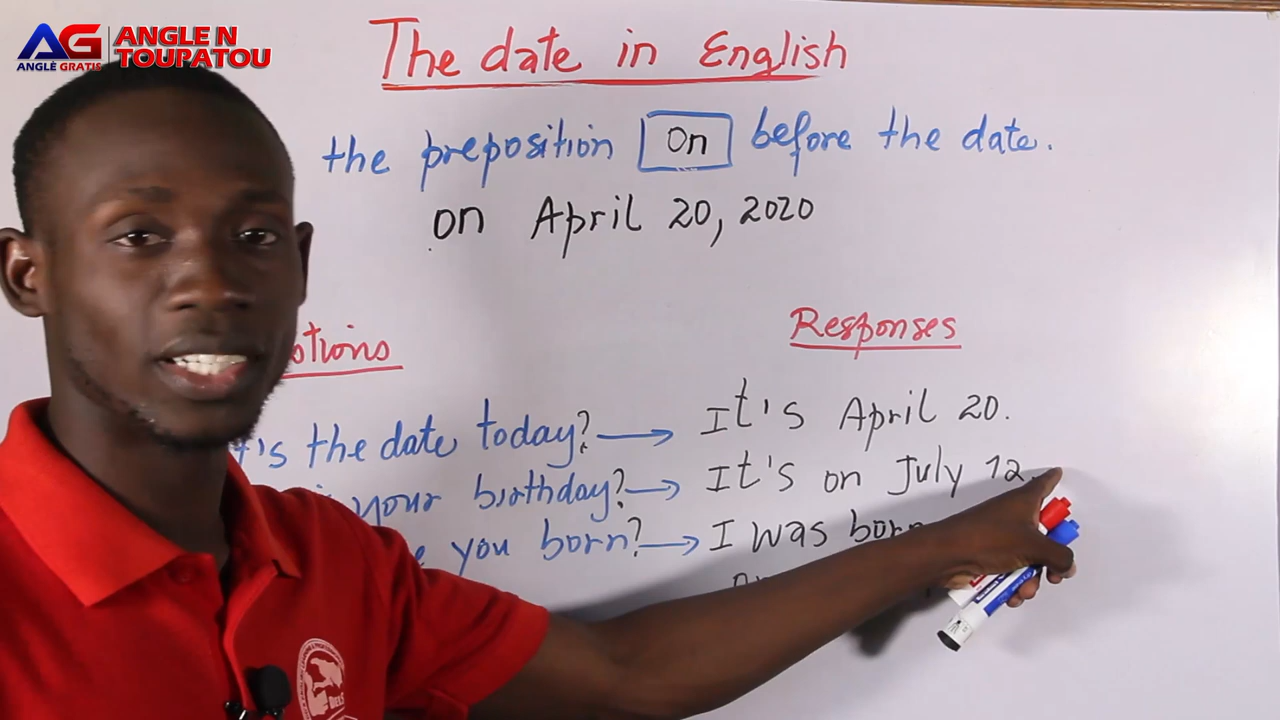 AG
ANGLÈ GRATIS
ANGLE N
TOUPATOU
The date in English
the preposition On before the date.
on April 20, 2020
Responses
's the date today? → It's April 20.
your birthday? → It's on July 12.
you born? → I was born